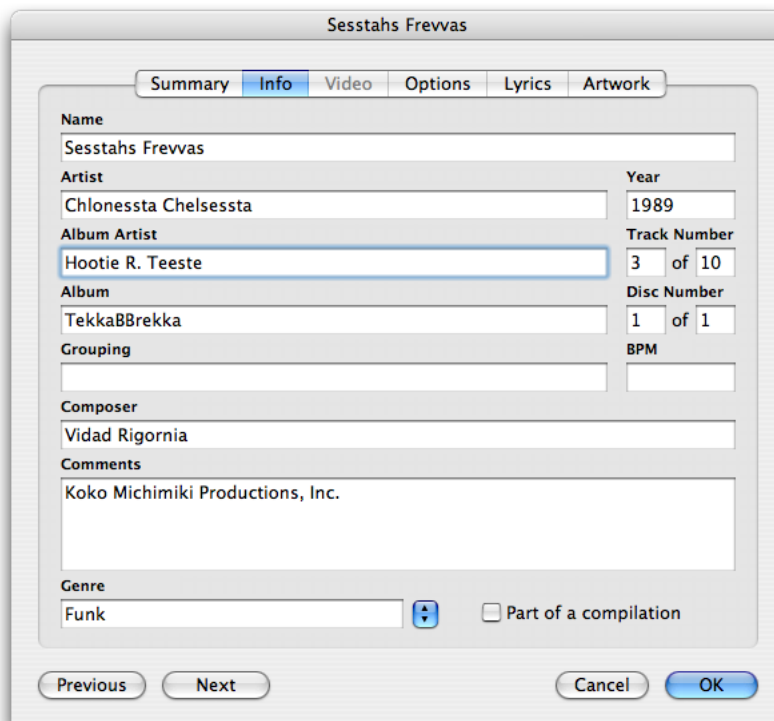 Sesstahs Frevvas
Summary Info Video Options Lyrics Artwork
Name
Sesstahs Frevvas
Artist Year
Chlonessta Chelsessta 1989
Album Artist Track Number
Hootie R. Teeste 3 of 10
Album Disc Number
TekkaBBrekka 1 of 1
Grouping BPM
Composer
Vidad Rigornia
Comments
Koko Michimiki Productions, Inc.
Genre
Funk Part of a compilation
Previous Next Cancel OK